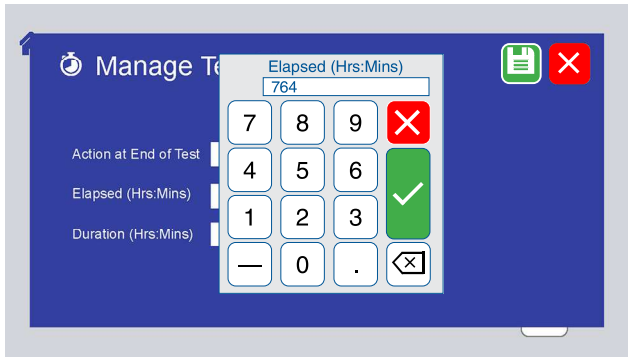 Manage Te
Elapsed (Hrs:Mins)
764
7 8 9
Action at End of Test
4 5 6
Elapsed (Hrs:Mins)
1 2 3
Duration (Hrs:Mins)
— 0 .